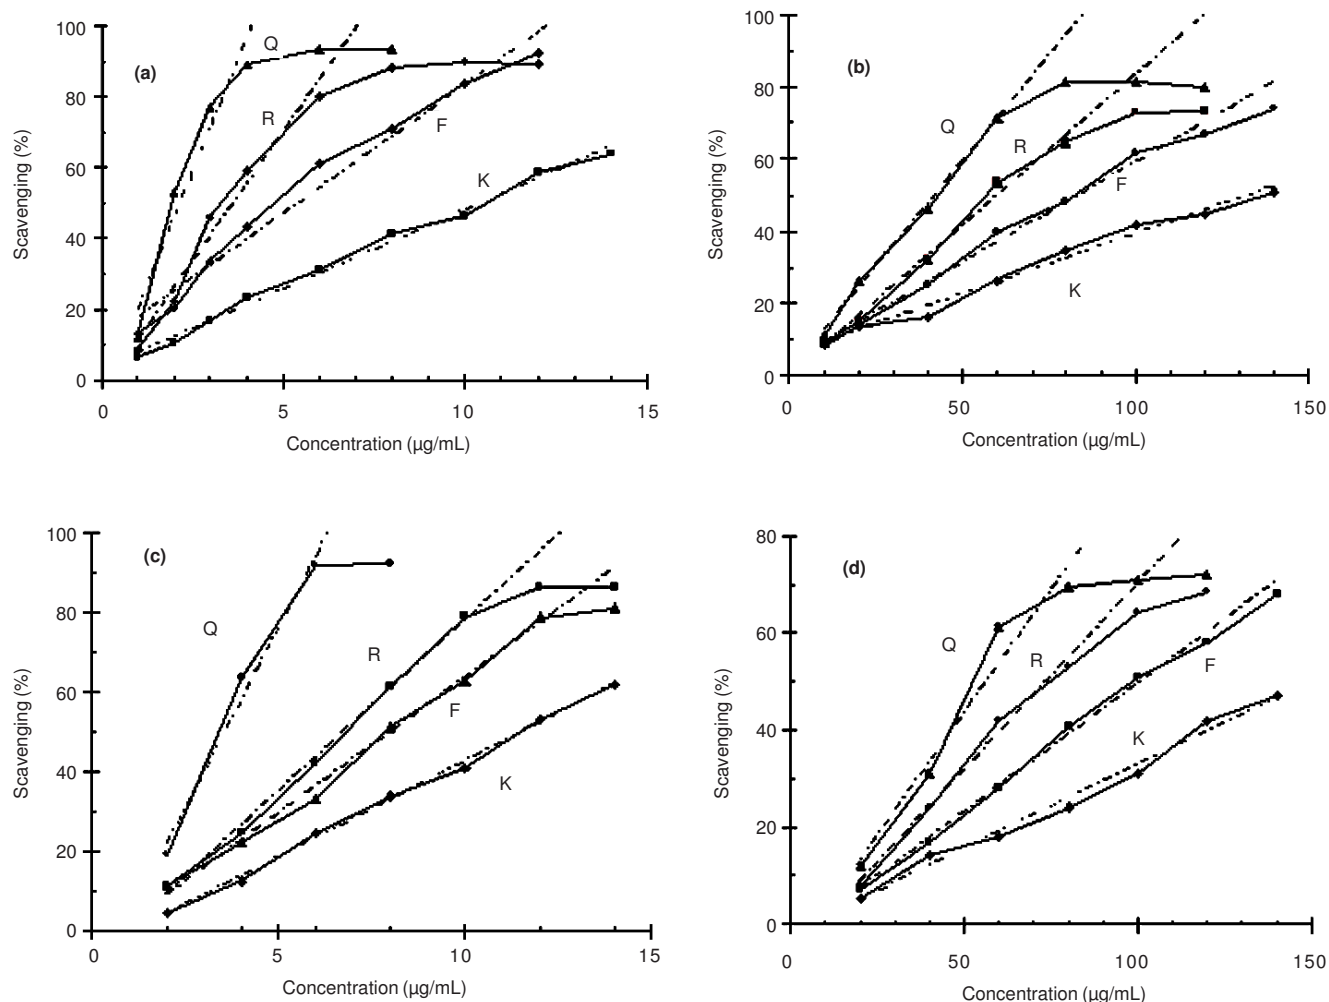 (a)
100
80
60
40
20
0
Scavenging (%)
Q
R
F
K
0 5 10 15
Concentration (µg/mL)
(b)
100
80
60
40
20
0
Scavenging (%)
Q
R
F
K
0 50 100 150
Concentration (µg/mL)
(c)
100
80
60
40
20
0
Scavenging (%)
Q
R
F
K
0 5 10 15
Concentration (µg/mL)
(d)
80
60
40
20
0
Scavenging (%)
Q
R
F
K
0 50 100 150
Concentration (µg/mL)